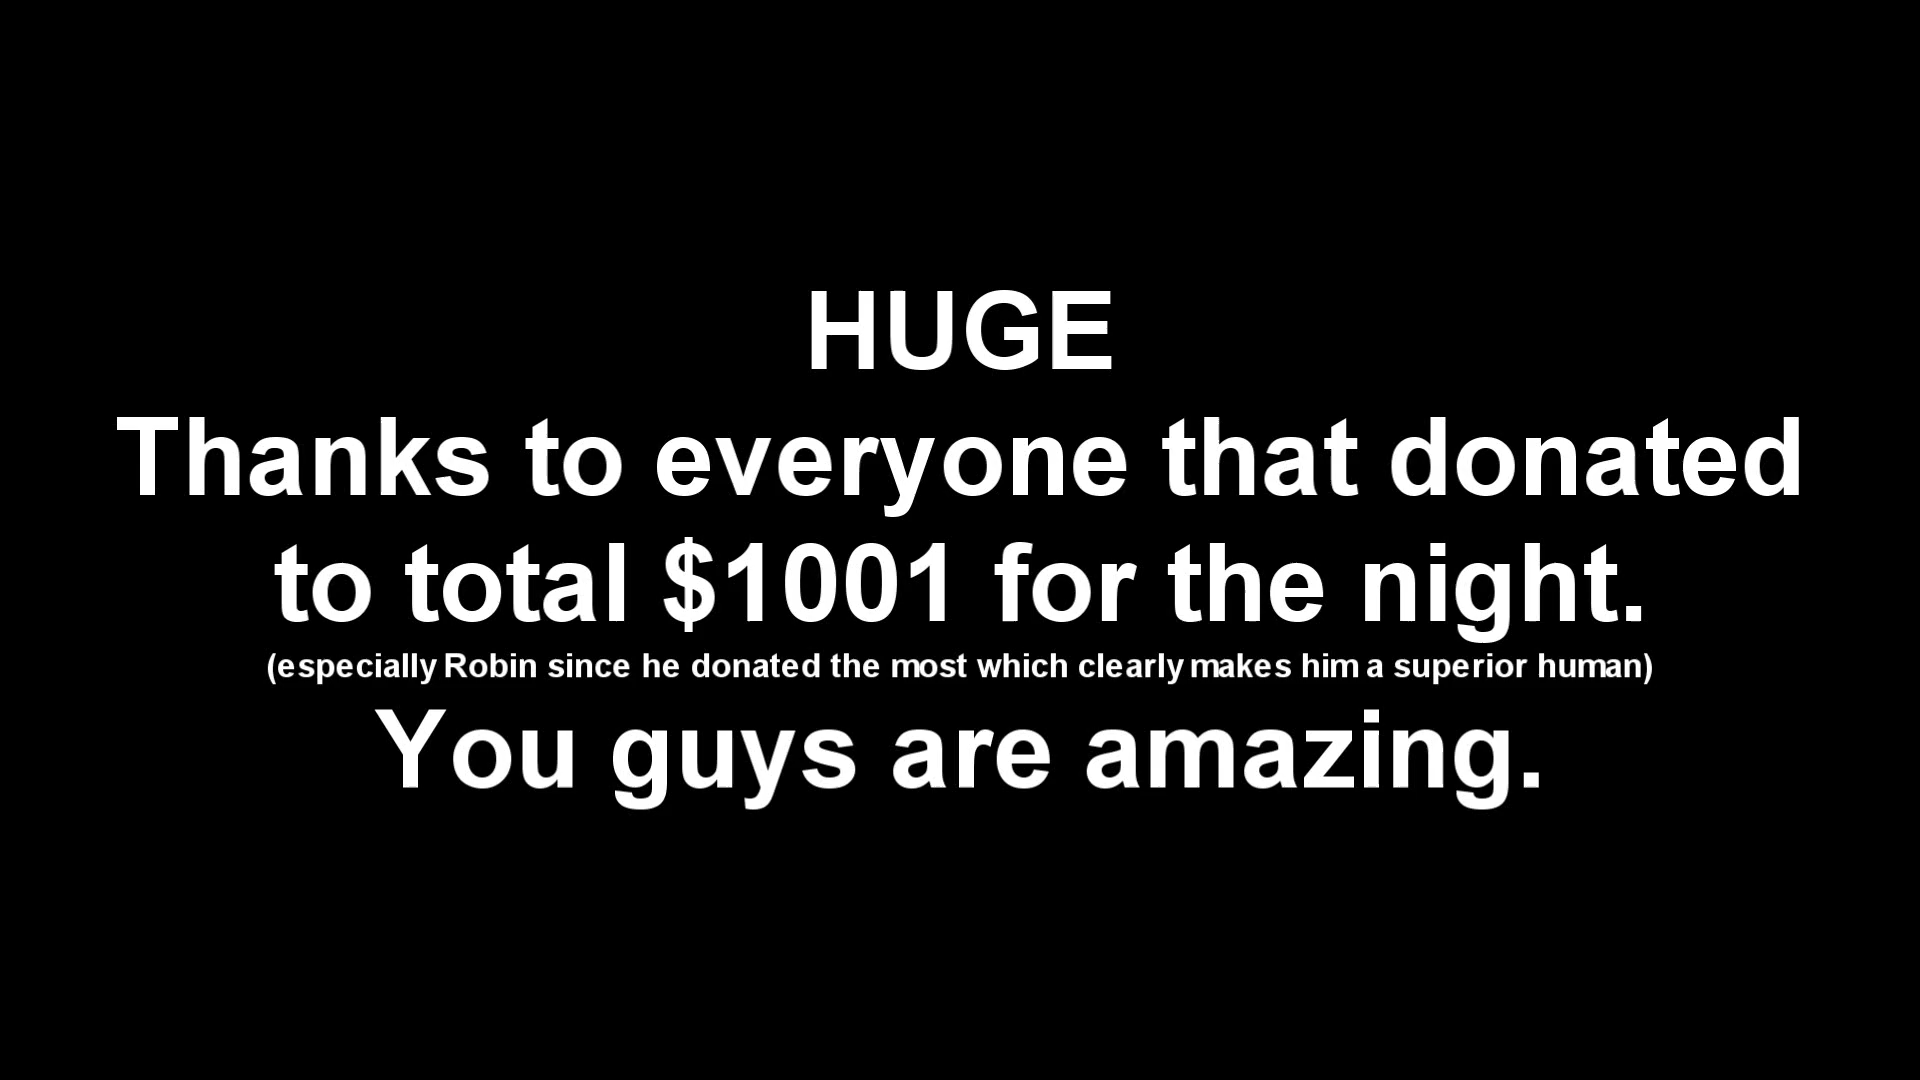 HUGE
Thanks to everyone that donated
to total $1001 for the night.
(especially Robin since he donated the most which clearly makes him a superior human)
You guys are amazing.